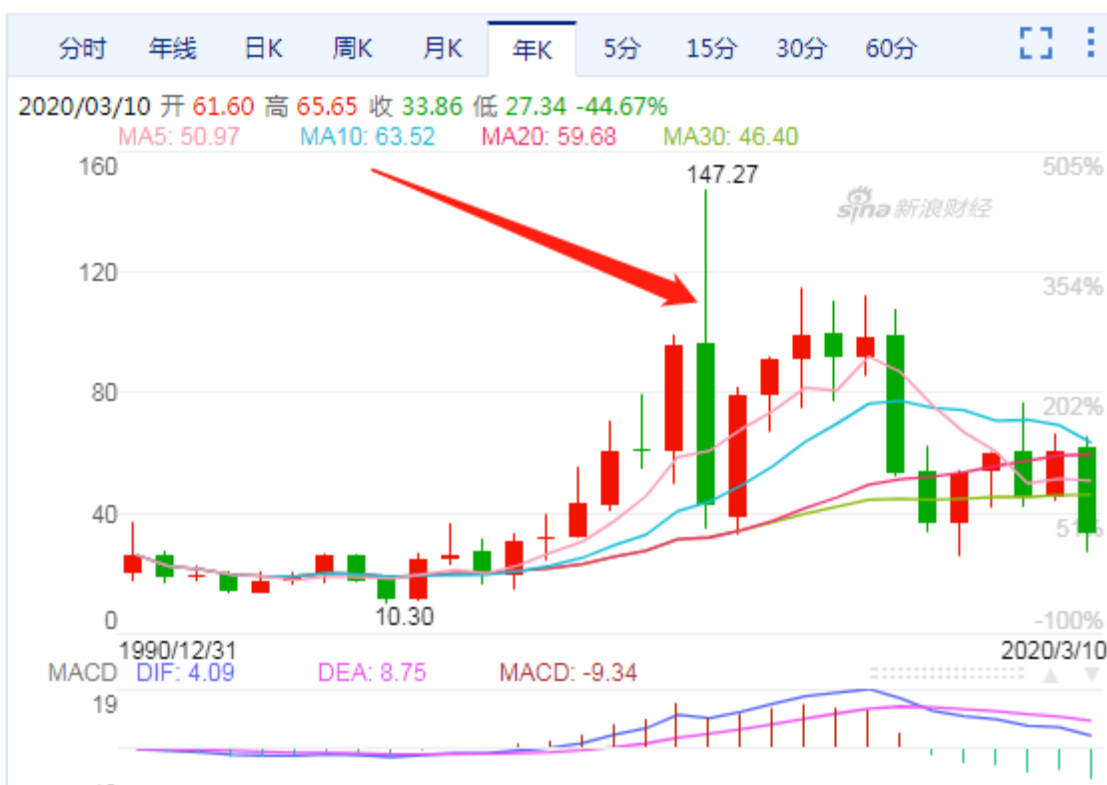 分时 年线 日K 周K 月K 年K 5分 15分 30分 60分
2020/03/10 开 61.60 高 65.65 收 33.86 低 27.34 -44.67%
MA5: 50.97 MA10: 63.52 MA20: 59.68 MA30: 46.40
160 147.27 505%
sina 新浪财经
120 354%
80 202%
40 51%
0 10.30 -100%
1990/12/31 2020/3/10
MACD DIF: 4.09 DEA: 8.75 MACD: -9.34
19